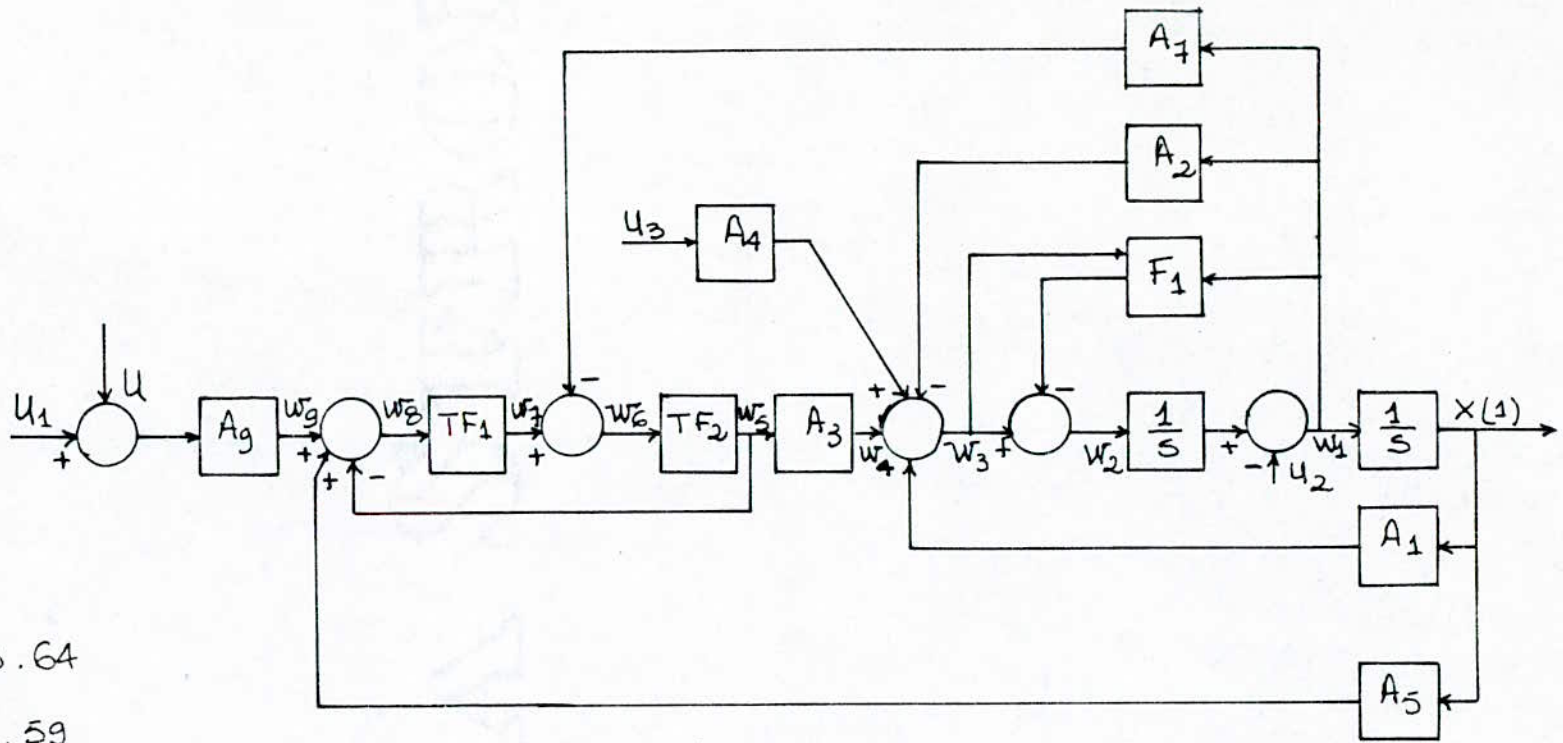 A7
A2
U3
A4
F1
U1
+
U
A9
W9
+
W8
TF1
W7
+
-
W6
TF2
W5
A3
W4
+
-
W3
+
-
W2
1/s
+
-
U2
W1
1/s
X(1)
+
-
A1
A5
.64
.59